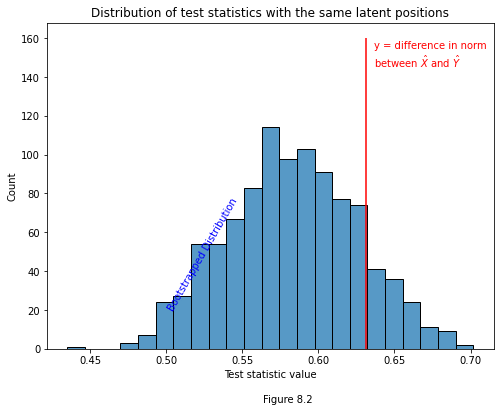 Distribution of test statistics with the same latent positions
160
140
120
100
80
60
40
20
0
Count
y = difference in norm
between X̂ and Ŷ
Bootstrapped Distribution
0.45 0.50 0.55 0.60 0.65 0.70
Test statistic value
Figure 8.2